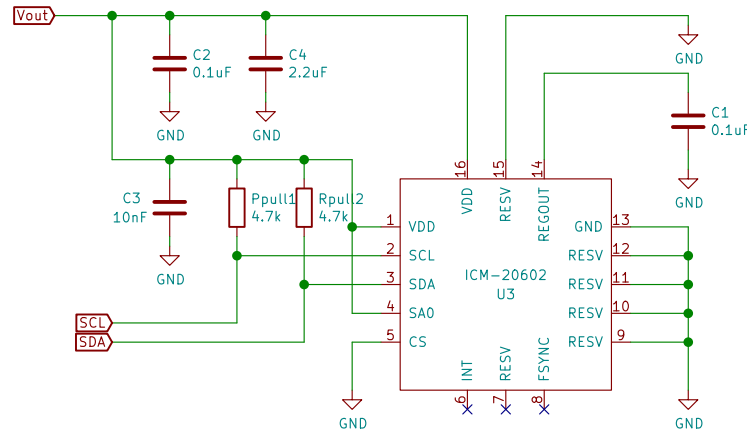 Vout
C2
0.1uF
C4
2.2uF
GND
GND
GND
C1
0.1uF
GND
C3
10nF
GND
Ppull1
4.7k
Rpull2
4.7k
16
15
14
VDD
RESV
REGOUT
1
VDD
2
SCL
3
SDA
4
SA0
5
CS
ICM-20602
U3
GND
13
RESV
12
RESV
11
RESV
10
RESV
9
INT
RESV
FSYNC
6
7
8
SCL
SDA
GND
GND